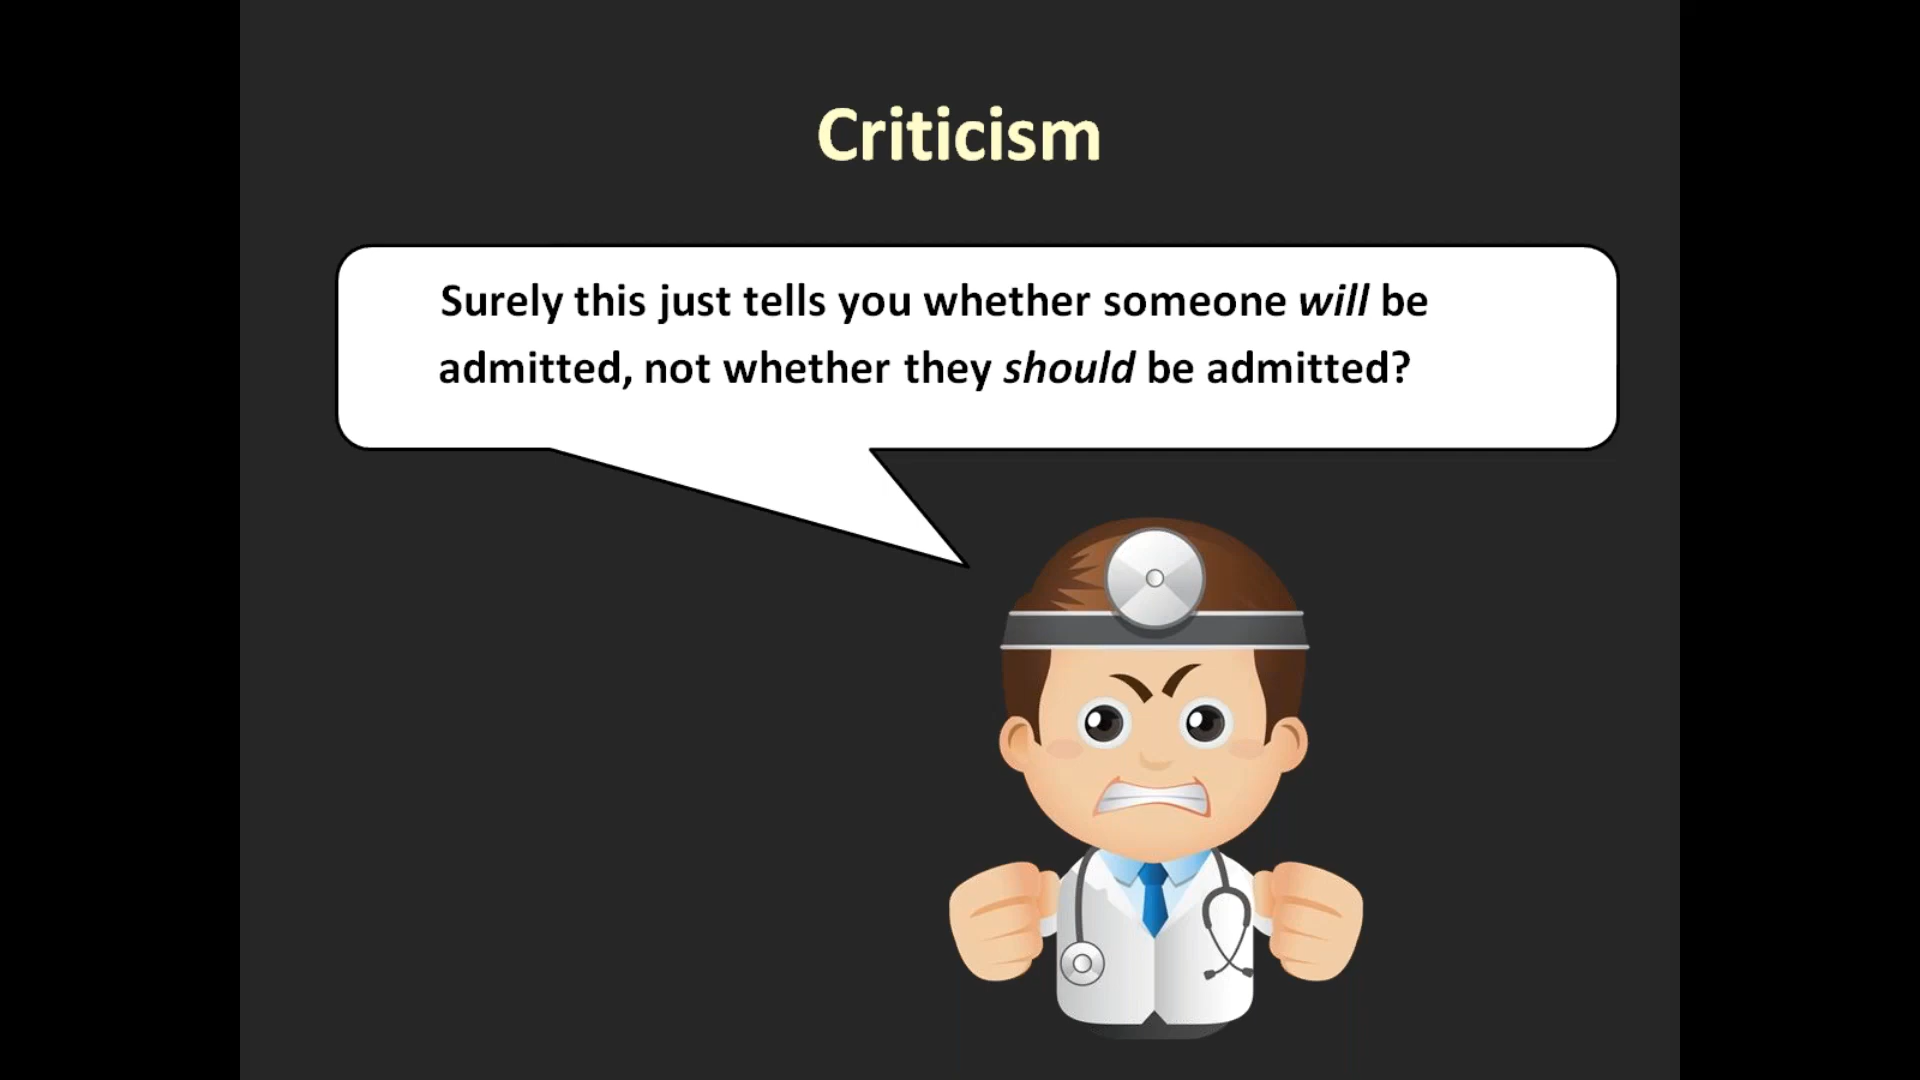 Criticism
Surely this just tells you whether someone will be
admitted, not whether they should be admitted?